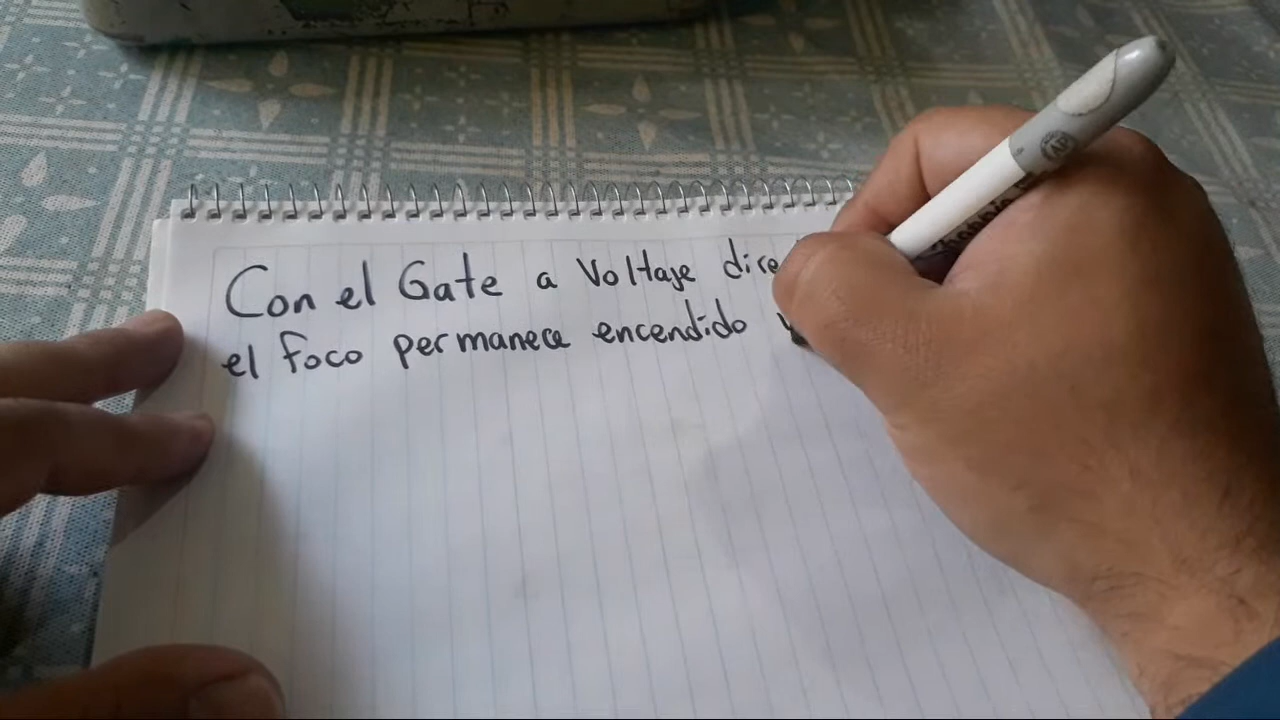 Con el Gate a Voltaje dire
el foco permanece encendido y